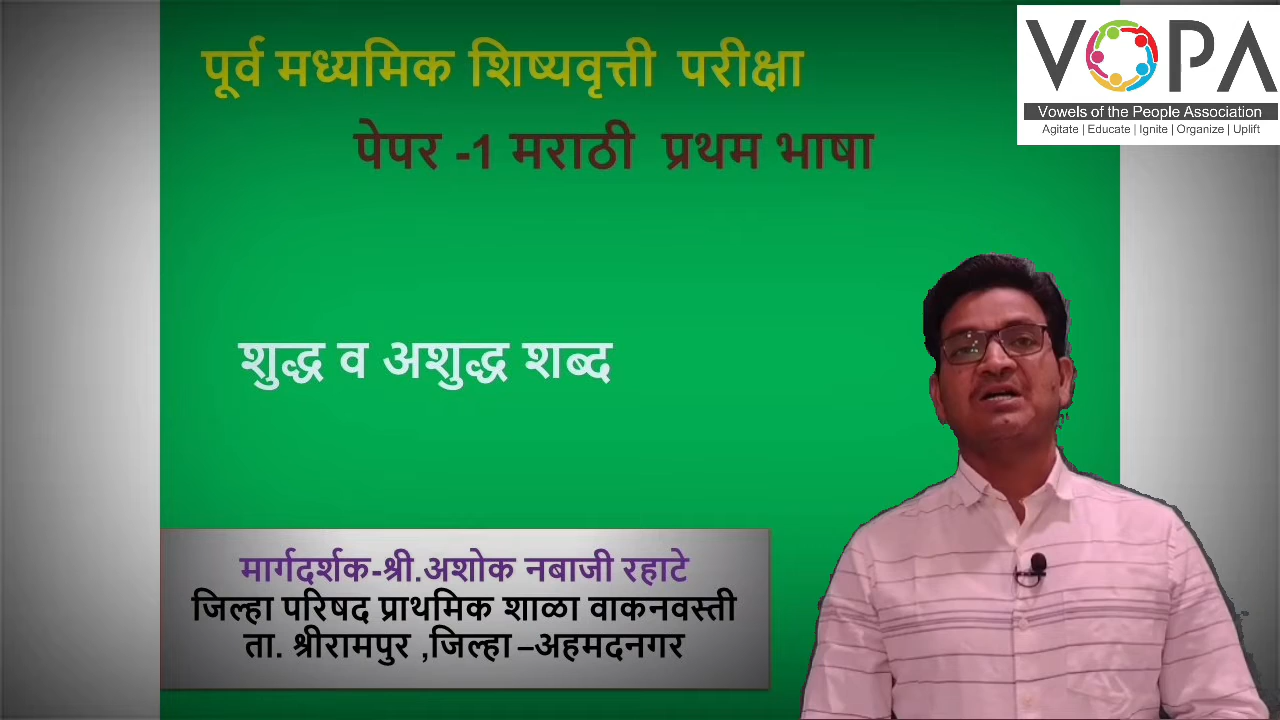 पूर्व मध्यमिक शिष्यवृत्ती परीक्षा
पेपर -1 मराठी प्रथम भाषा
VOPA
Vowels of the People Association
Agitate | Educate | Ignite | Organize | Uplift
शुद्ध व अशुद्ध शब्द
मार्गदर्शक-श्री.अशोक नबाजी रहाटे
जिल्हा परिषद प्राथमिक शाळा वाकनवस्ती
ता. श्रीरामपुर ,जिल्हा –अहमदनगर